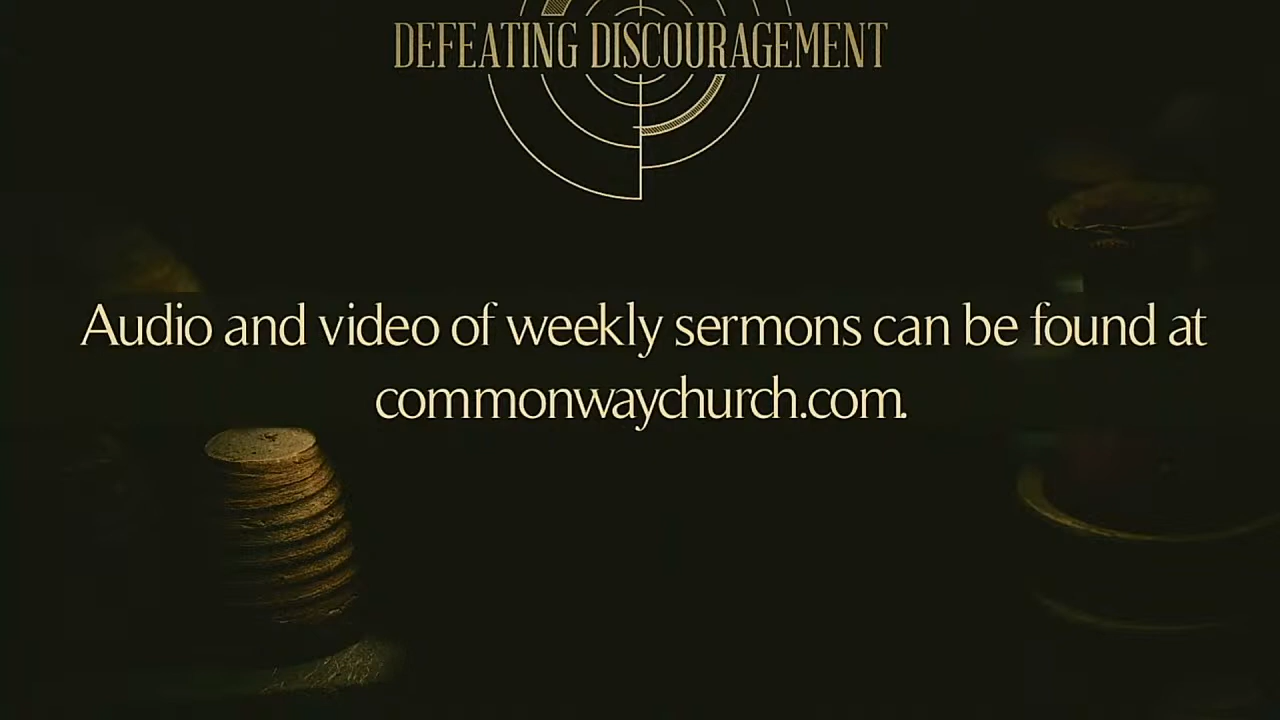 DEFEATING DISCOURAGEMENT
Audio and video of weekly sermons can be found at
commonwaychurch.com.